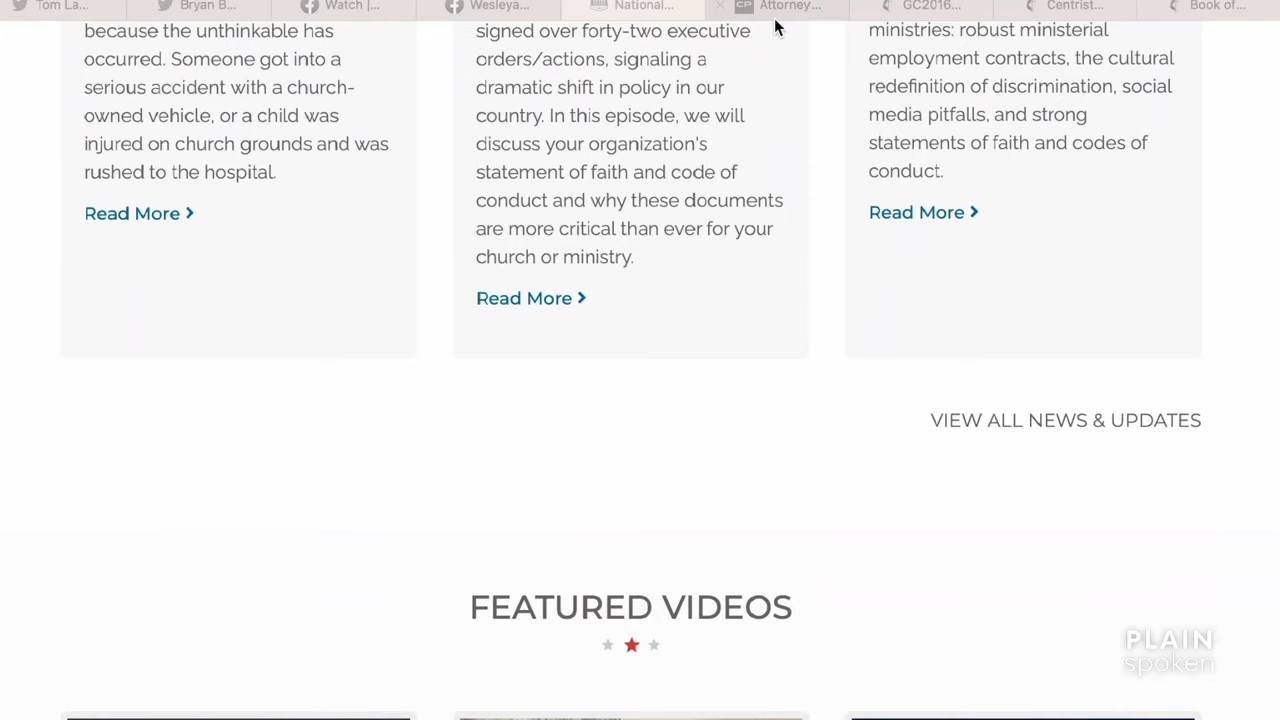 Tom La...
Bryan B...
Watch |...
Wesleya...
National...
CP Attorney...
GC2016...
Centrist...
Book of...
because the unthinkable has
occurred. Someone got into a
serious accident with a church-
owned vehicle, or a child was
injured on church grounds and was
rushed to the hospital.
Read More
signed over forty-two executive
orders/actions, signaling a
dramatic shift in policy in our
country. In this episode, we will
discuss your organization's
statement of faith and code of
conduct and why these documents
are more critical than ever for your
church or ministry.
Read More
ministries: robust ministerial
employment contracts, the cultural
redefinition of discrimination, social
media pitfalls, and strong
statements of faith and codes of
conduct.
Read More
VIEW ALL NEWS & UPDATES
FEATURED VIDEOS
PLAIN
spoken